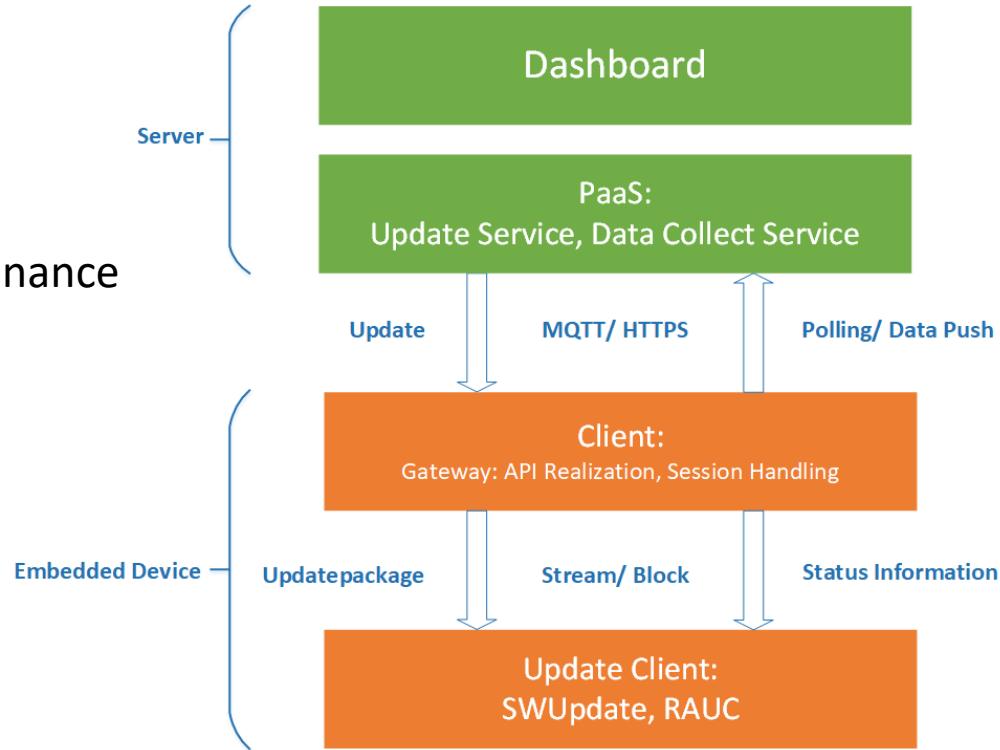 Dashboard
Server
PaaS:
Update Service, Data Collect Service
nance
Update
MQTT/ HTTPS
Polling/ Data Push
Client:
Gateway: API Realization, Session Handling
Embedded Device
Updatepackage
Stream/ Block
Status Information
Update Client:
SWUpdate, RAUC